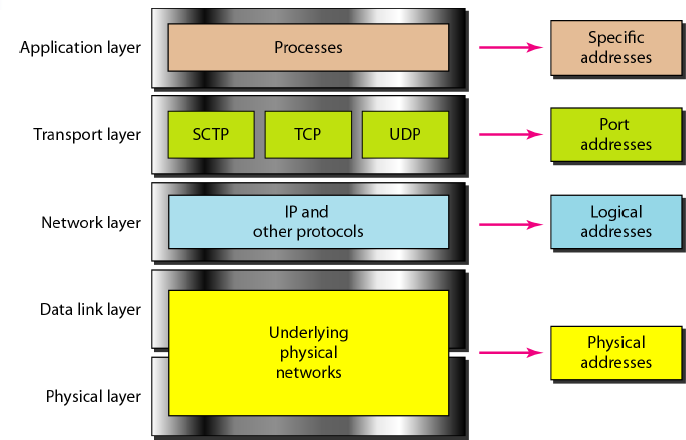 Application layer
Processes
Specific
addresses
Transport layer
SCTP
TCP
UDP
Port
addresses
Network layer
IP and
other protocols
Logical
addresses
Data link layer
Underlying
physical
networks
Physical
addresses
Physical layer